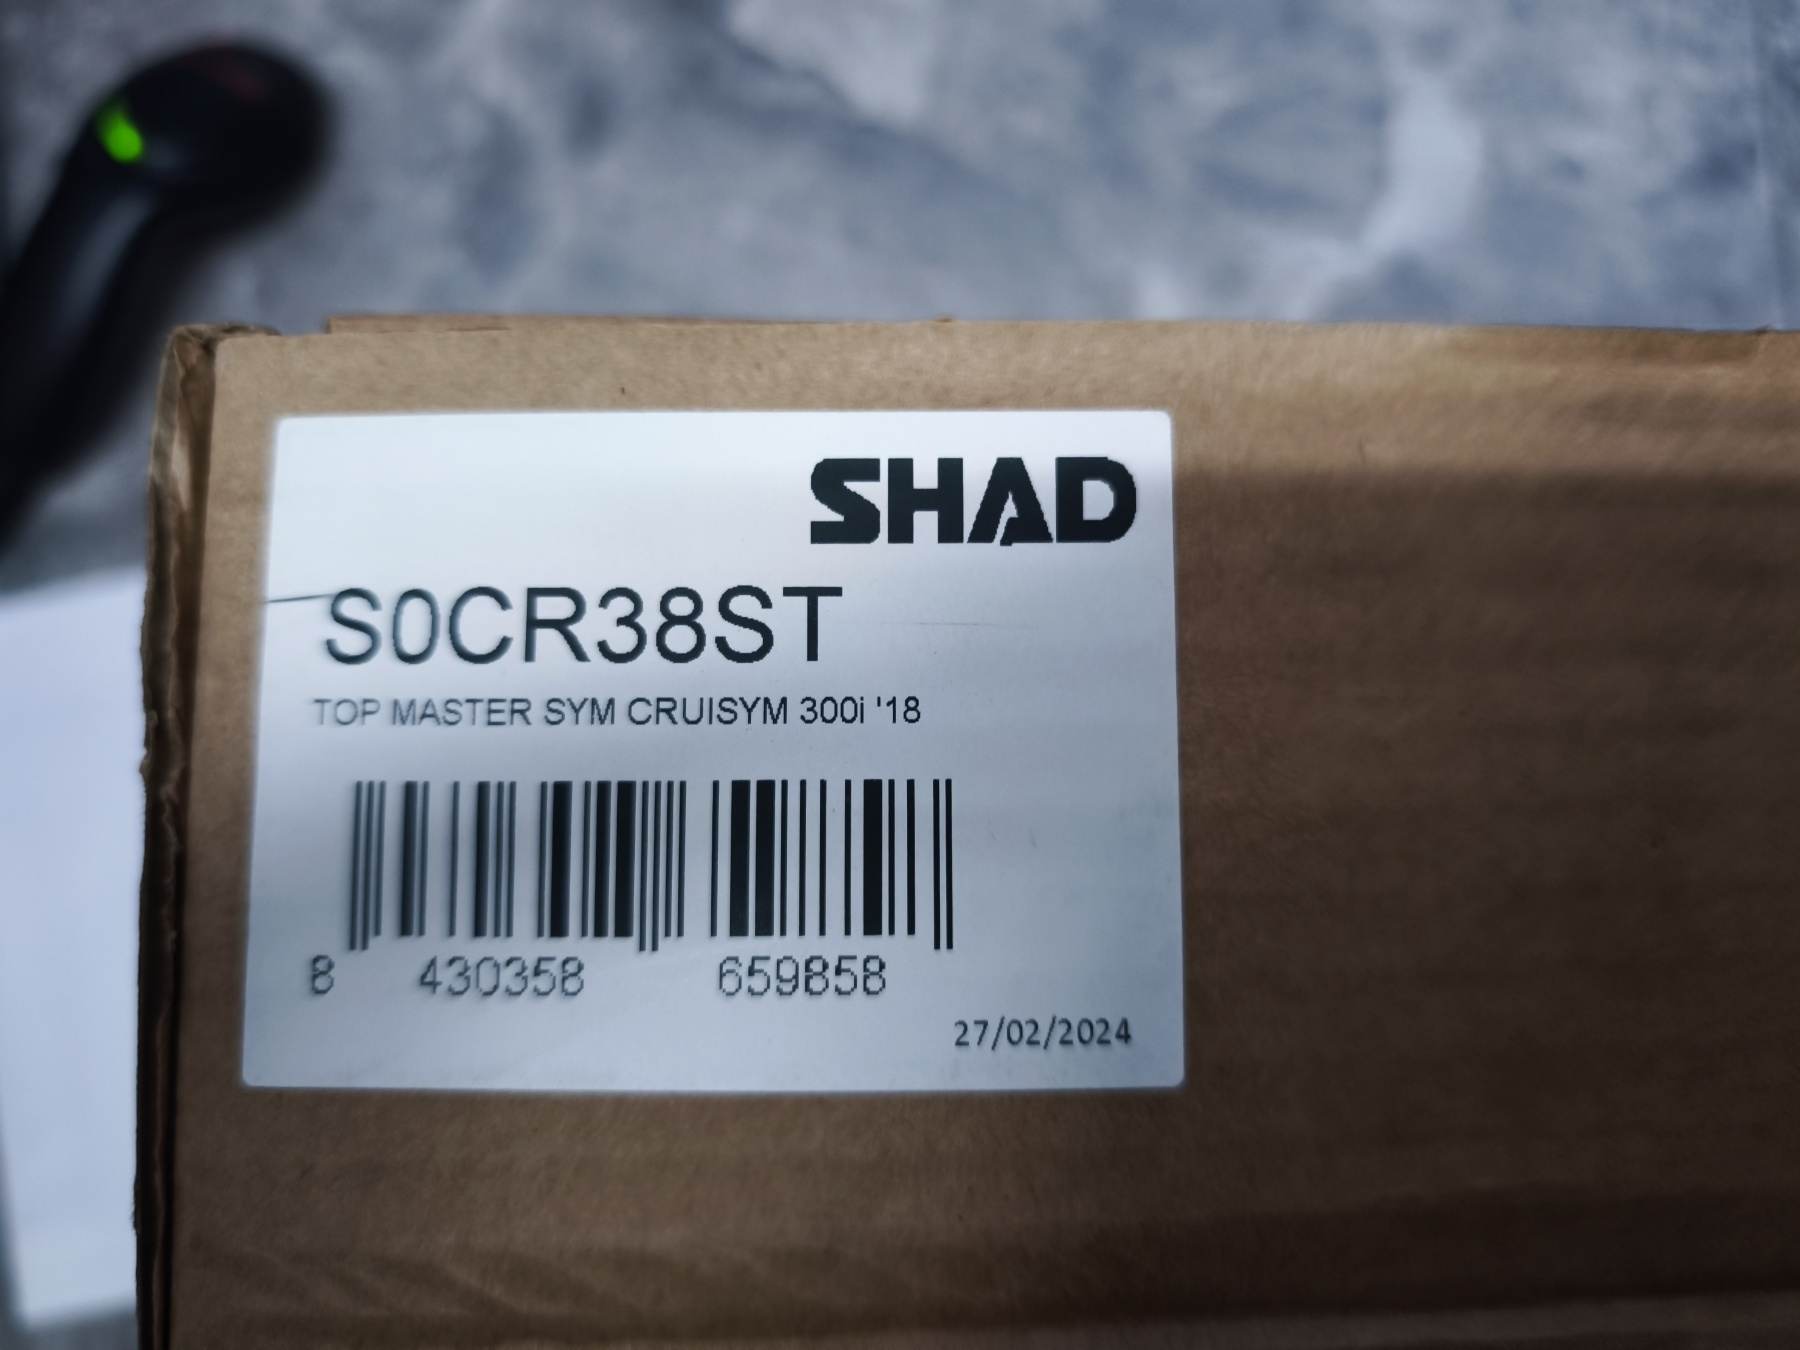 SHAD
S0CR38ST
TOP MASTER SYM CRUISYM 300i '18
8 430358 659858
27/02/2024